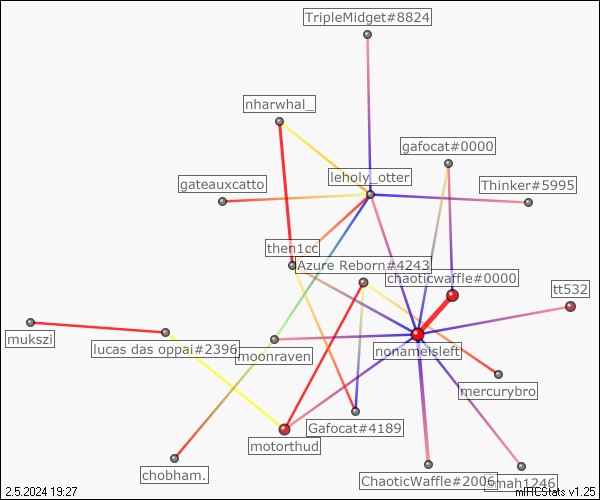 TripleMidget#8824
nharwhal_
gafocat#0000
leholy_otter
gateauxcatto
Thinker#5995
then1cc
Azure Reborn#4243
chaoticwaffle#0000
tt532
mukszi
lucas das oppai#2396
moonraven
nonameisleft
mercurybro
Gafocat#4189
motorthud
chobham.
ChaoticWaffle#2006
2.5.2024 19:27
mIRCStats v1.25